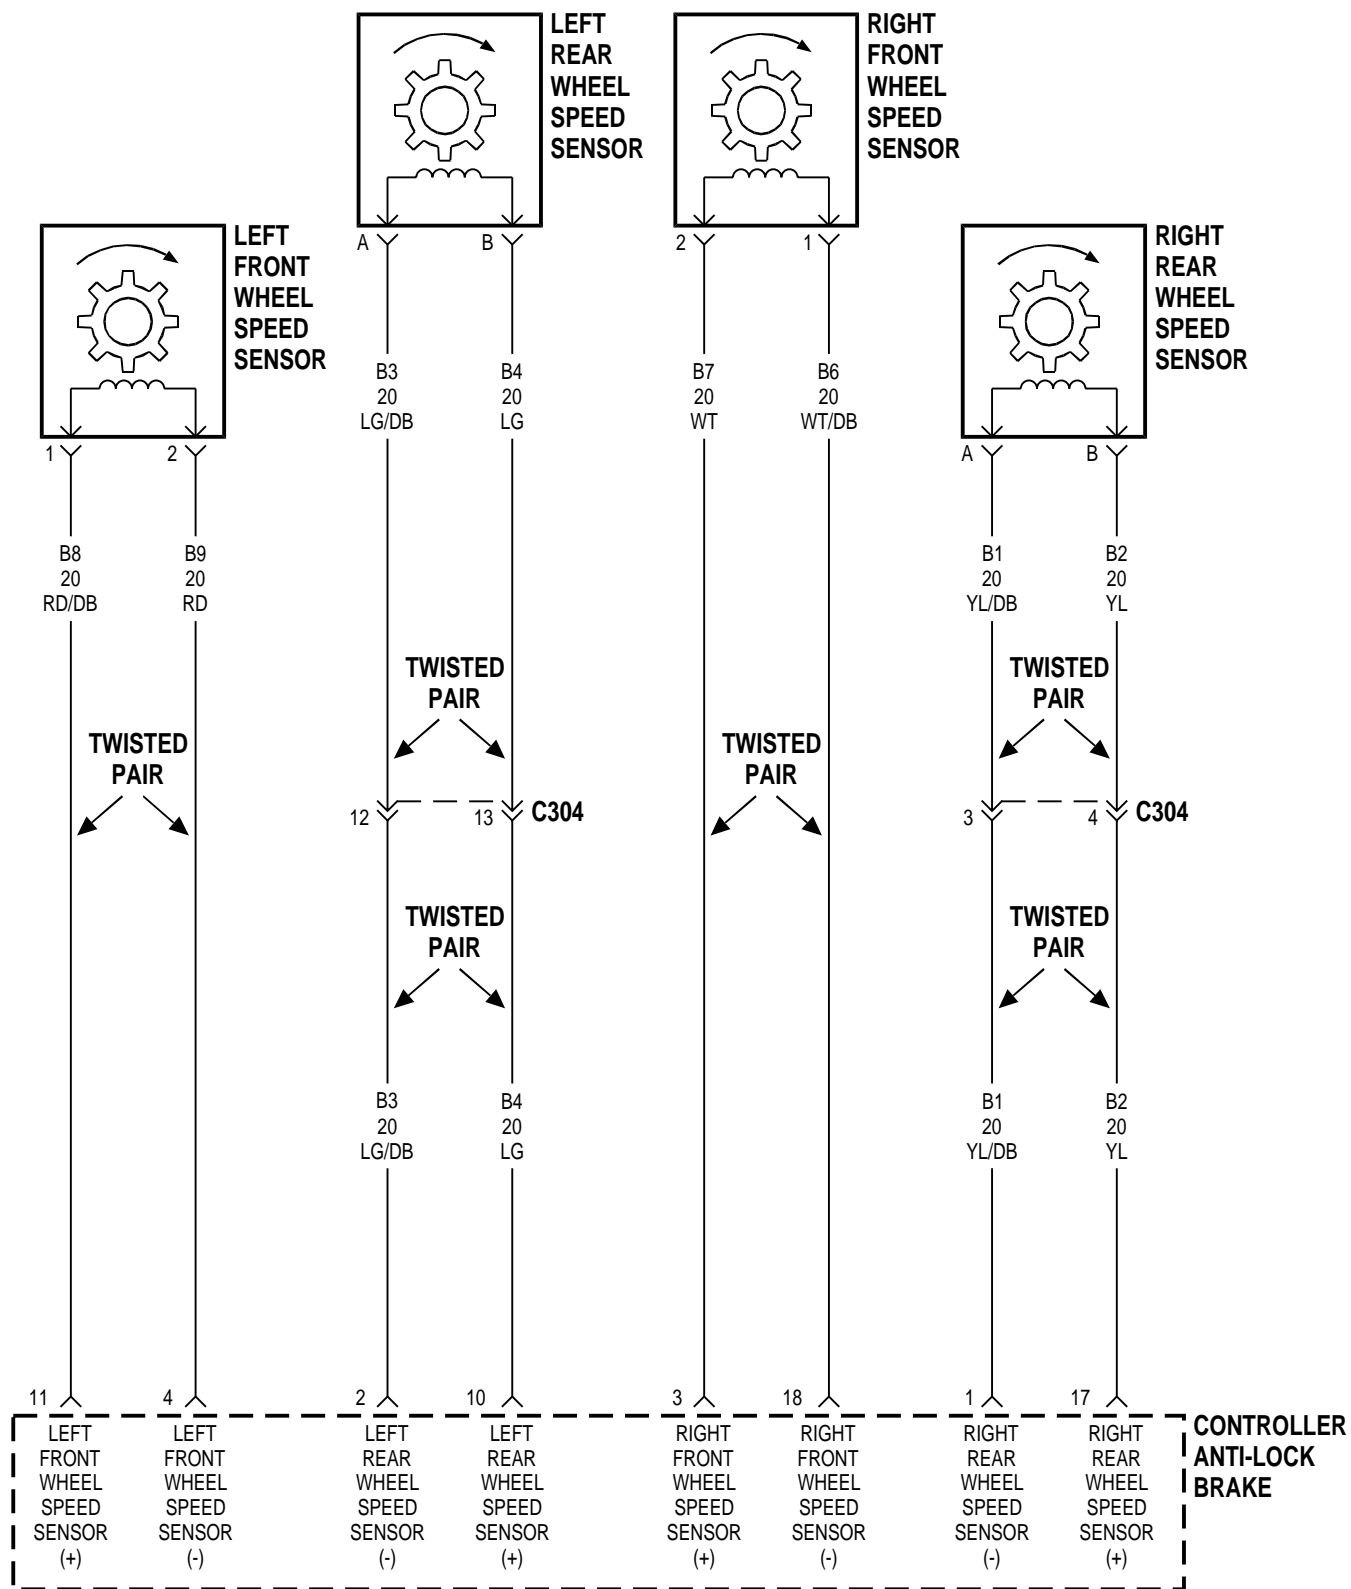 LEFT
REAR
WHEEL
SPEED
SENSOR
RIGHT
FRONT
WHEEL
SPEED
SENSOR
LEFT
FRONT
WHEEL
SPEED
SENSOR
RIGHT
REAR
WHEEL
SPEED
SENSOR
A B
2 1
1 2
A B
B3
20
LG/DB
B4
20
LG
B7
20
WT
B6
20
WT/DB
B8
20
RD/DB
B9
20
RD
B1
20
YL/DB
B2
20
YL
TWISTED
PAIR
TWISTED
PAIR
TWISTED
PAIR
TWISTED
PAIR
12 13 C304
3 4 C304
TWISTED
PAIR
TWISTED
PAIR
B3
20
LG/DB
B4
20
LG
B1
20
YL/DB
B2
20
YL
11 4 2 10 3 18 1 17
LEFT
FRONT
WHEEL
SPEED
SENSOR
(+)
LEFT
FRONT
WHEEL
SPEED
SENSOR
(-)
LEFT
REAR
WHEEL
SPEED
SENSOR
(-)
LEFT
REAR
WHEEL
SPEED
SENSOR
(+)
RIGHT
FRONT
WHEEL
SPEED
SENSOR
(+)
RIGHT
FRONT
WHEEL
SPEED
SENSOR
(-)
RIGHT
REAR
WHEEL
SPEED
SENSOR
(-)
RIGHT
REAR
WHEEL
SPEED
SENSOR
(+)
CONTROLLER
ANTI-LOCK
BRAKE